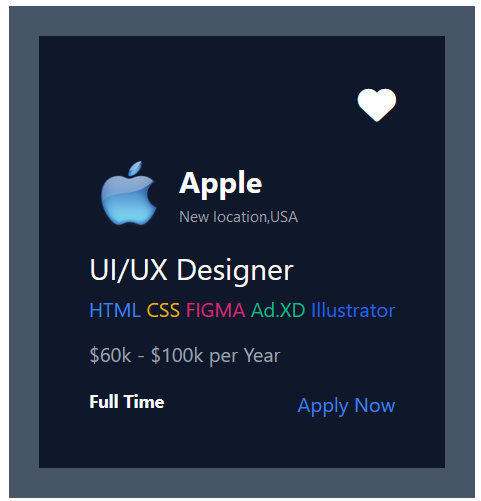 Apple
New location,USA
UI/UX Designer
HTML CSS FIGMA Ad.XD Illustrator
$60k - $100k per Year
Full Time
Apply Now